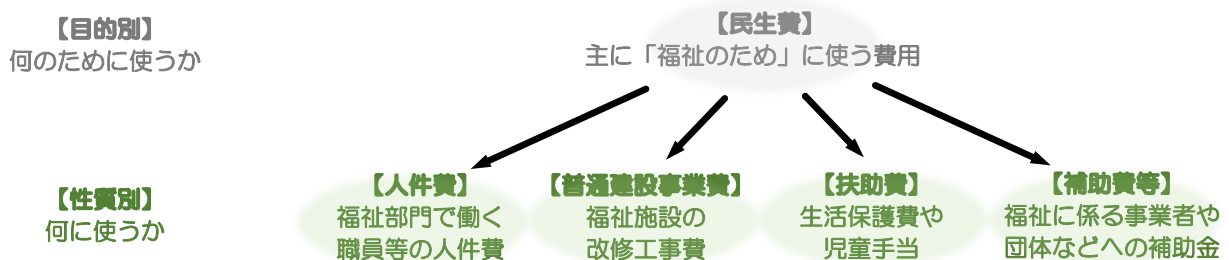 【目的別】
何のために使うか
【民生費】
主に「福祉のため」に使う費用
【性質別】
何に使うか
【人件費】
福祉部門で働く
職員等の人件費
【普通建設事業費】
福祉施設の
改修工事費
【扶助費】
生活保護費や
児童手当
【補助費等】
福祉に係る事業者や
団体などへの補助金